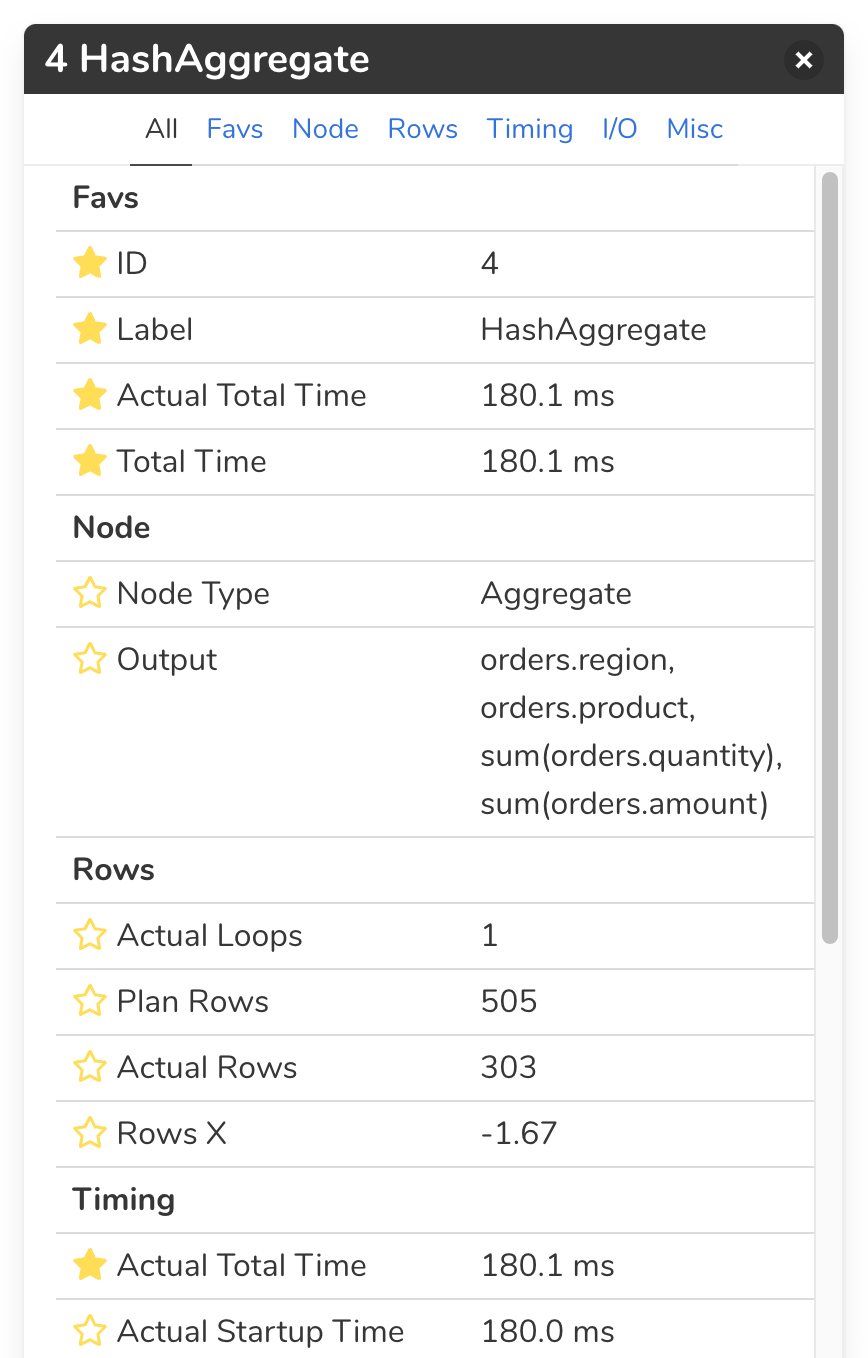 4 HashAggregate
All Favs Node Rows Timing I/O Misc
Favs
ID 4
Label HashAggregate
Actual Total Time 180.1 ms
Total Time 180.1 ms
Node
Node Type Aggregate
Output orders.region,
orders.product,
sum(orders.quantity),
sum(orders.amount)
Rows
Actual Loops 1
Plan Rows 505
Actual Rows 303
Rows X -1.67
Timing
Actual Total Time 180.1 ms
Actual Startup Time 180.0 ms